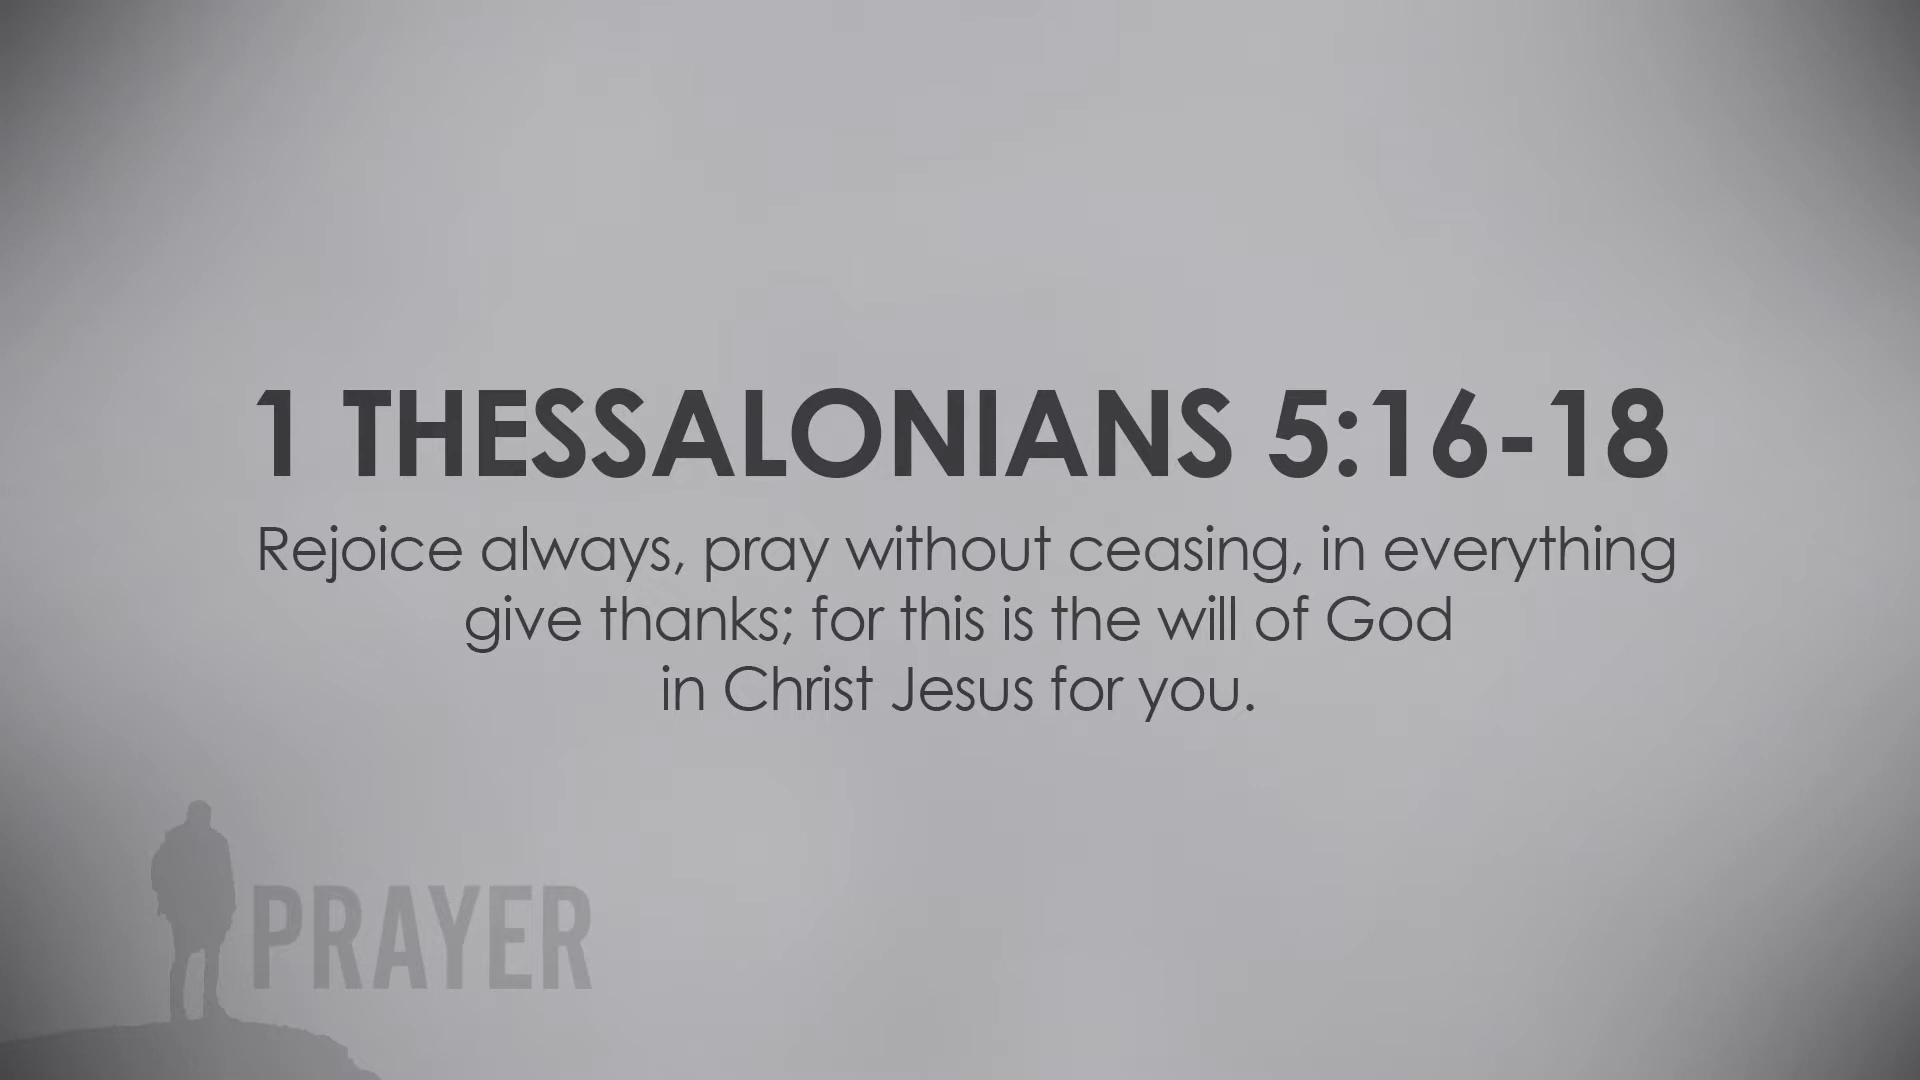 1 THESSALONIANS 5:16-18
Rejoice always, pray without ceasing, in everything
give thanks; for this is the will of God
in Christ Jesus for you.
PRAYER